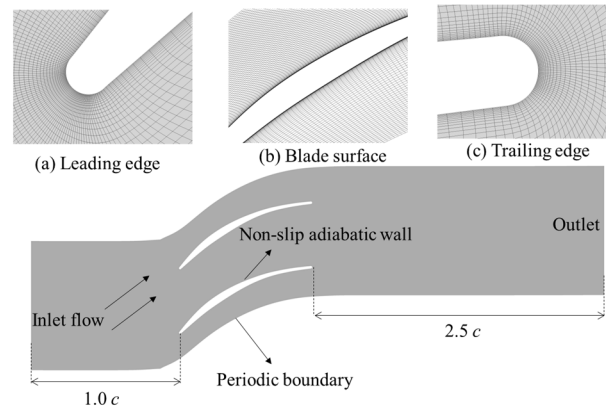 (a) Leading edge
(b) Blade surface
(c) Trailing edge
Outlet
Non-slip adiabatic wall
Inlet flow
2.5 c
Periodic boundary
1.0 c